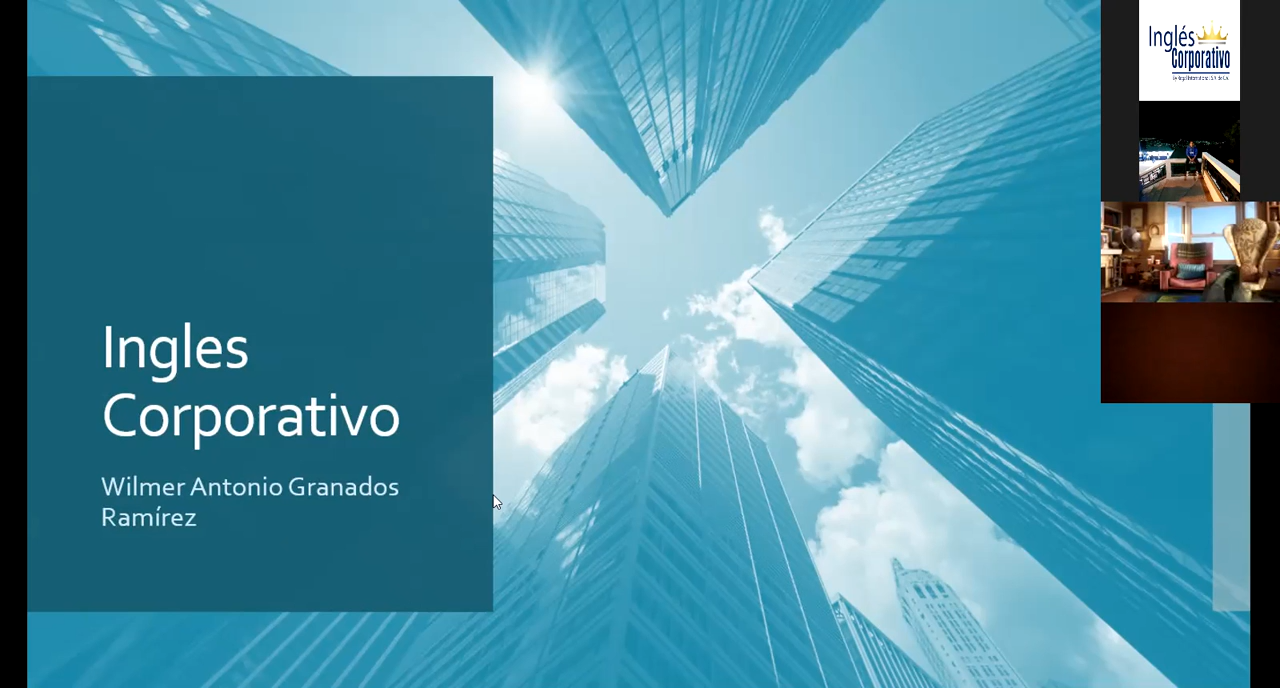 Ingles
Corporativo
Wilmer Antonio Granados
Ramírez
Inglés
Corporativo